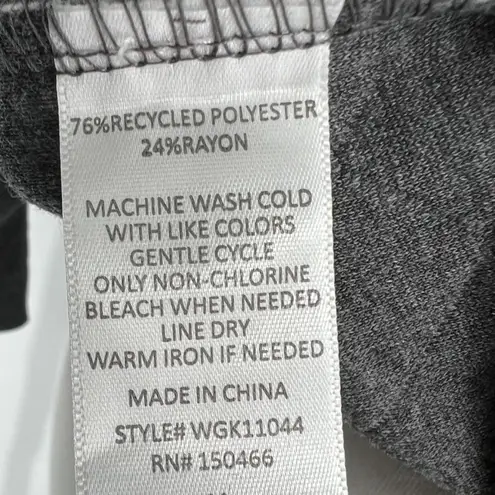 76%RECYCLED POLYESTER
24%RAYON
MACHINE WASH COLD
WITH LIKE COLORS
GENTLE CYCLE
ONLY NON-CHLORINE
BLEACH WHEN NEEDED
LINE DRY
WARM IRON IF NEEDED
MADE IN CHINA
STYLE# WGK11044
RN# 150466